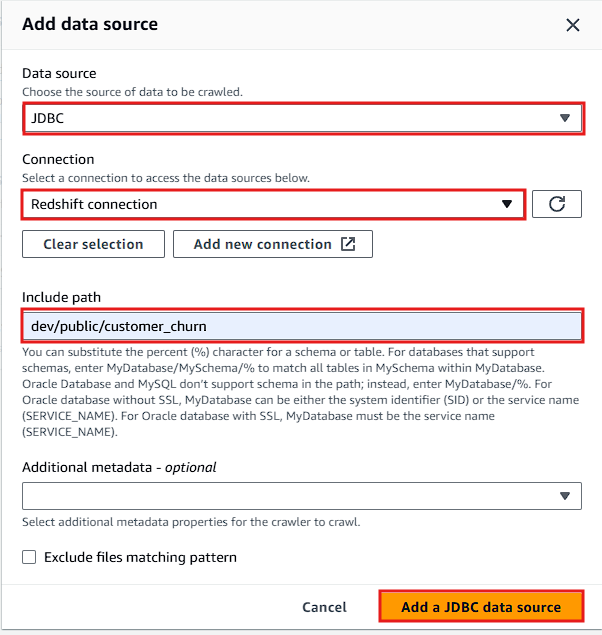 Add data source
Data source
Choose the source of data to be crawled.
JDBC
Connection
Select a connection to access the data sources below.
Redshift connection
Clear selection
Add new connection
Include path
dev/public/customer_churn
You can substitute the percent (%) character for a schema or table. For databases that support
schemas, enter MyDatabase/MySchema/% to match all tables in MySchema within MyDatabase.
Oracle Database and MySQL don't support schema in the path; instead, enter MyDatabase/%. For
Oracle database without SSL, MyDatabase can be either the system identifier (SID) or the service name
(SERVICE_NAME). For Oracle database with SSL, MyDatabase must be the service name
(SERVICE_NAME).
Additional metadata - optional
Select additional metadata properties for the crawler to crawl.
Exclude files matching pattern
Cancel
Add a JDBC data source